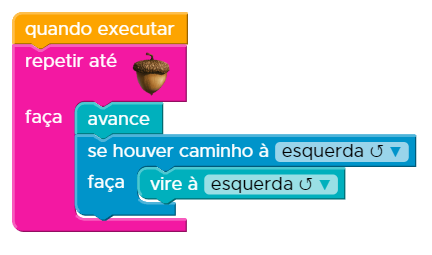 quando executar
repetir até
faça avance
se houver caminho à esquerda ↺ ▼
faça vire à esquerda ↺ ▼